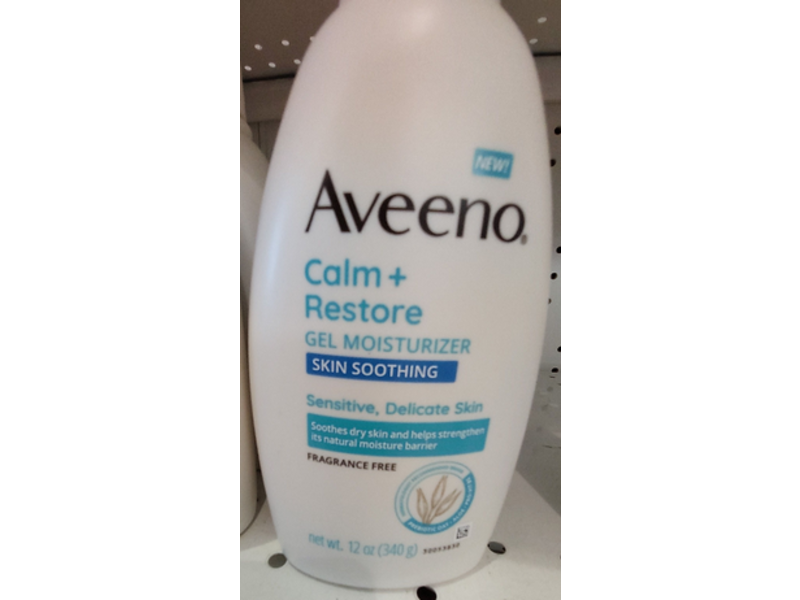 NEW!
Aveeno®
Calm +
Restore
GEL MOISTURIZER
SKIN SOOTHING
Sensitive, Delicate Skin
Soothes dry skin and helps strengthen
its natural moisture barrier
FRAGRANCE FREE
net wt. 12 oz (340 g)